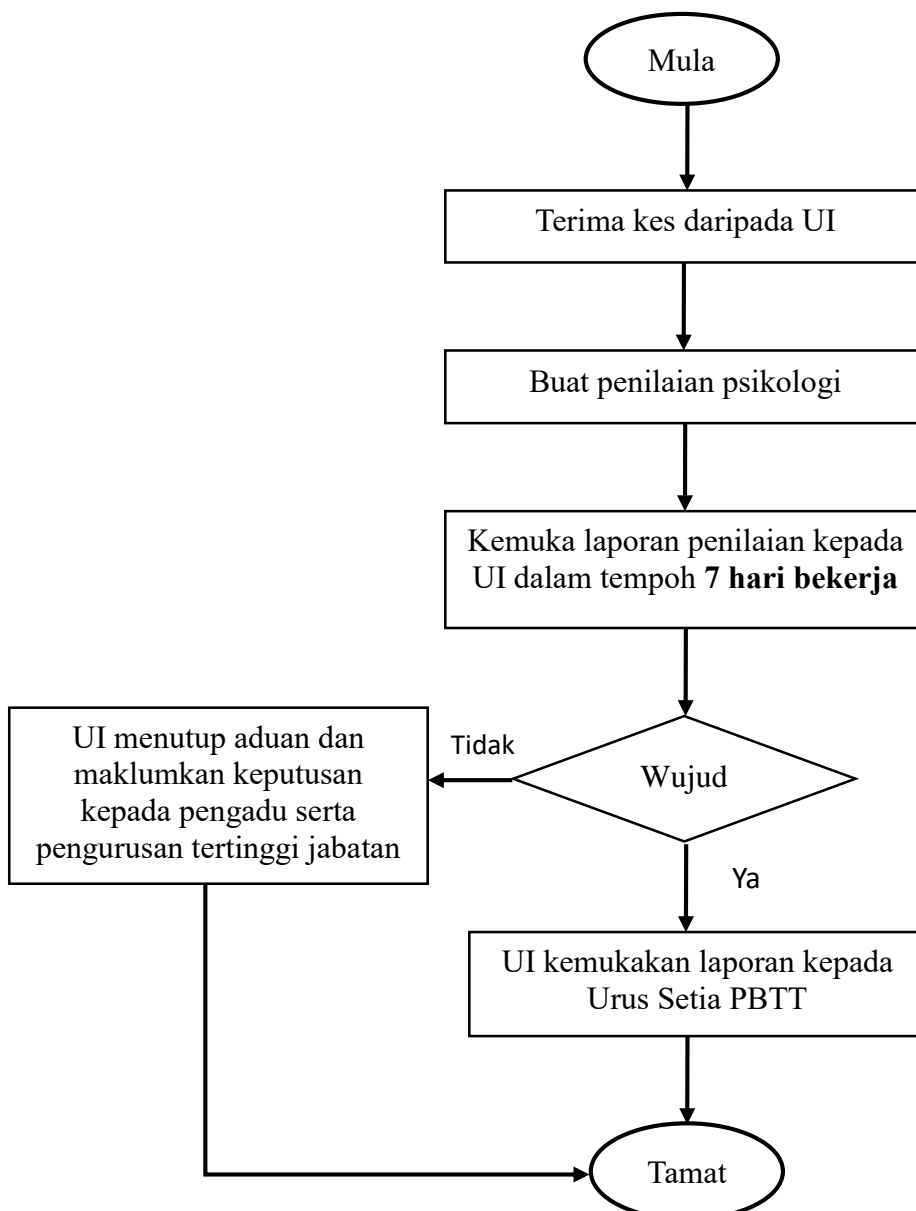 Mula
Terima kes daripada UI
Buat penilaian psikologi
Kemuka laporan penilaian kepada
UI dalam tempoh 7 hari bekerja
Wujud
Tidak
UI menutup aduan dan
maklumkan keputusan
kepada pengadu serta
pengurusan tertinggi jabatan
Ya
UI kemukakan laporan kepada
Urus Setia PBTT
Tamat